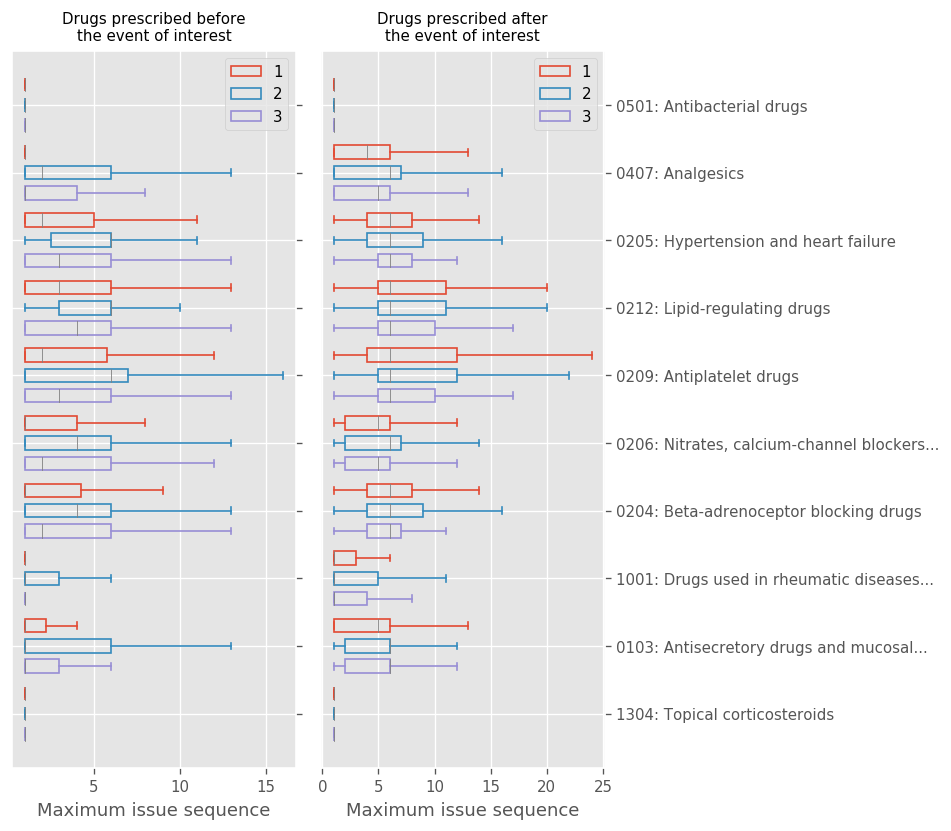 Drugs prescribed before
the event of interest
Drugs prescribed after
the event of interest
1
2
3
1
2
3
0501: Antibacterial drugs
0407: Analgesics
0205: Hypertension and heart failure
0212: Lipid-regulating drugs
0209: Antiplatelet drugs
0206: Nitrates, calcium-channel blockers...
0204: Beta-adrenoceptor blocking drugs
1001: Drugs used in rheumatic diseases...
0103: Antisecretory drugs and mucosal...
1304: Topical corticosteroids
5 10 15
0 5 10 15 20 25
Maximum issue sequence
Maximum issue sequence